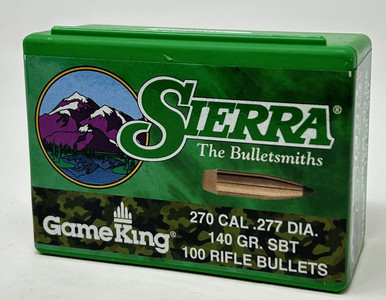 SIERRA®
The Bulletsmiths
GameKing®
270 CAL .277 DIA.
140 GR. SBT
100 RIFLE BULLETS